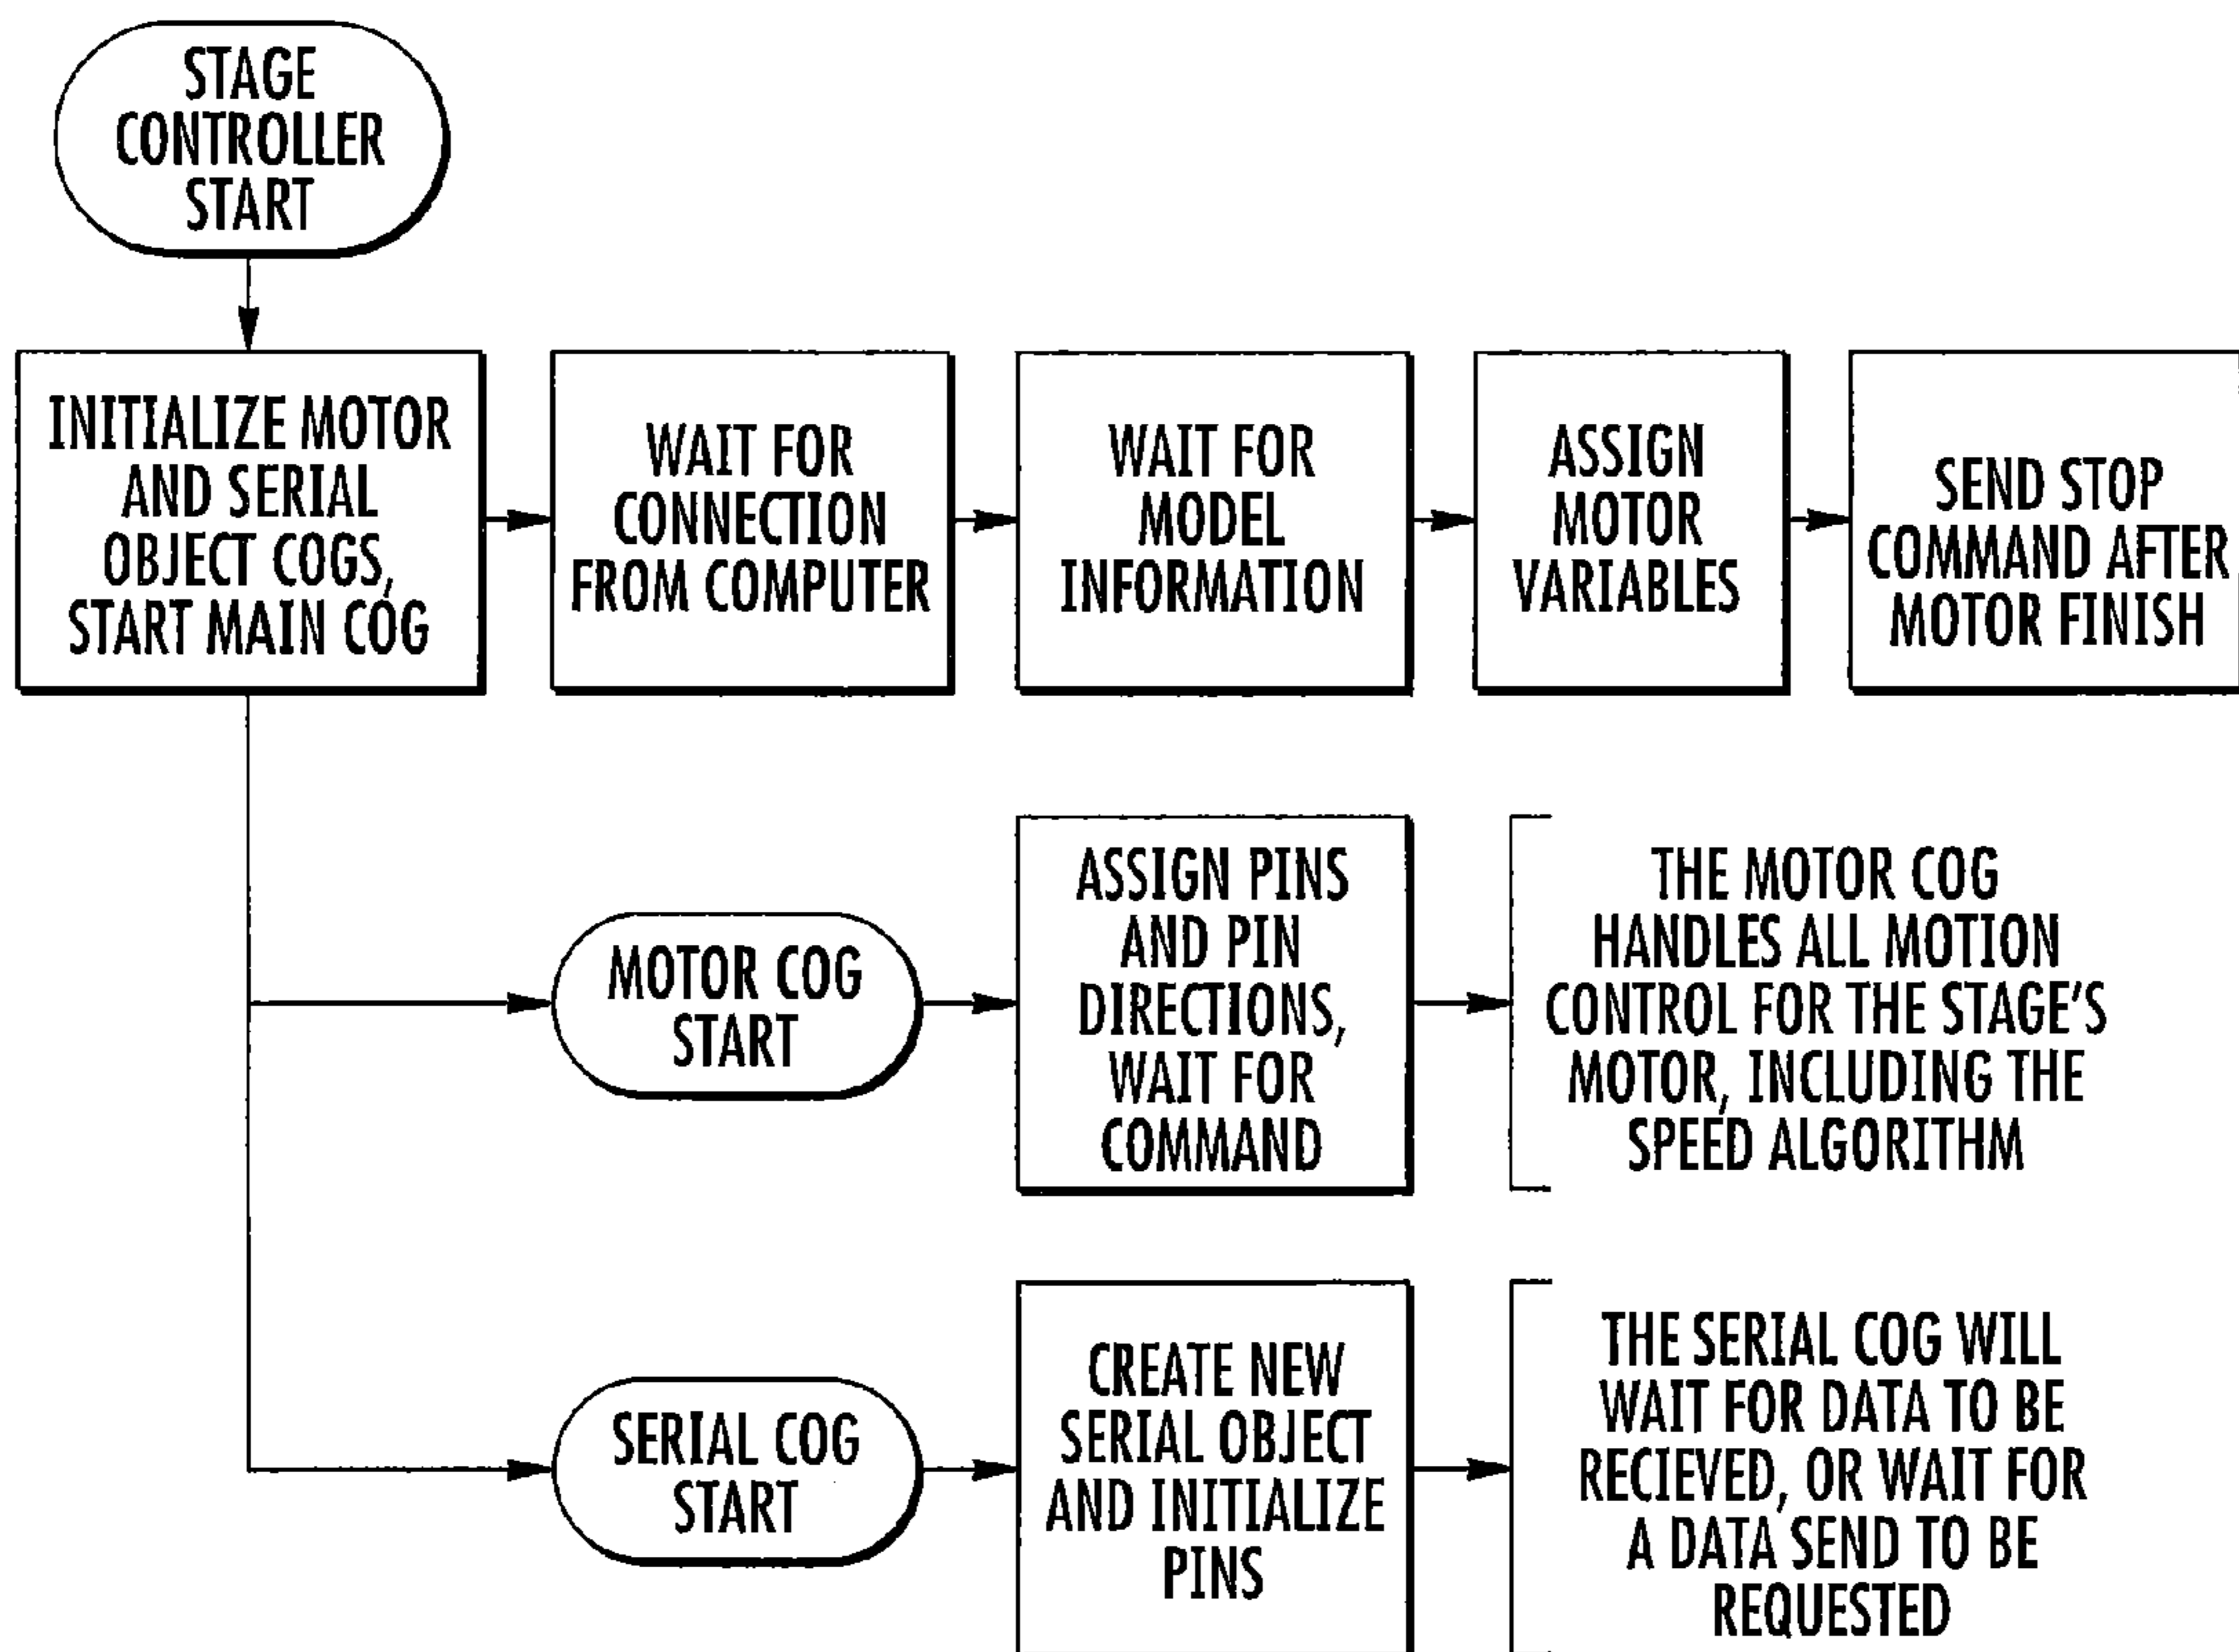 STAGE
CONTROLLER
START
INITIALIZE MOTOR
AND SERIAL
OBJECT COGS,
START MAIN COG
WAIT FOR
CONNECTION
FROM COMPUTER
WAIT FOR
MODEL
INFORMATION
ASSIGN
MOTOR
VARIABLES
SEND STOP
COMMAND AFTER
MOTOR FINISH
MOTOR COG
START
ASSIGN PINS
AND PIN
DIRECTIONS,
WAIT FOR
COMMAND
THE MOTOR COG
HANDLES ALL MOTION
CONTROL FOR THE STAGE'S
MOTOR, INCLUDING THE
SPEED ALGORITHM
SERIAL COG
START
CREATE NEW
SERIAL OBJECT
AND INITIALIZE
PINS
THE SERIAL COG WILL
WAIT FOR DATA TO BE
RECIEVED, OR WAIT FOR
A DATA SEND TO BE
REQUESTED